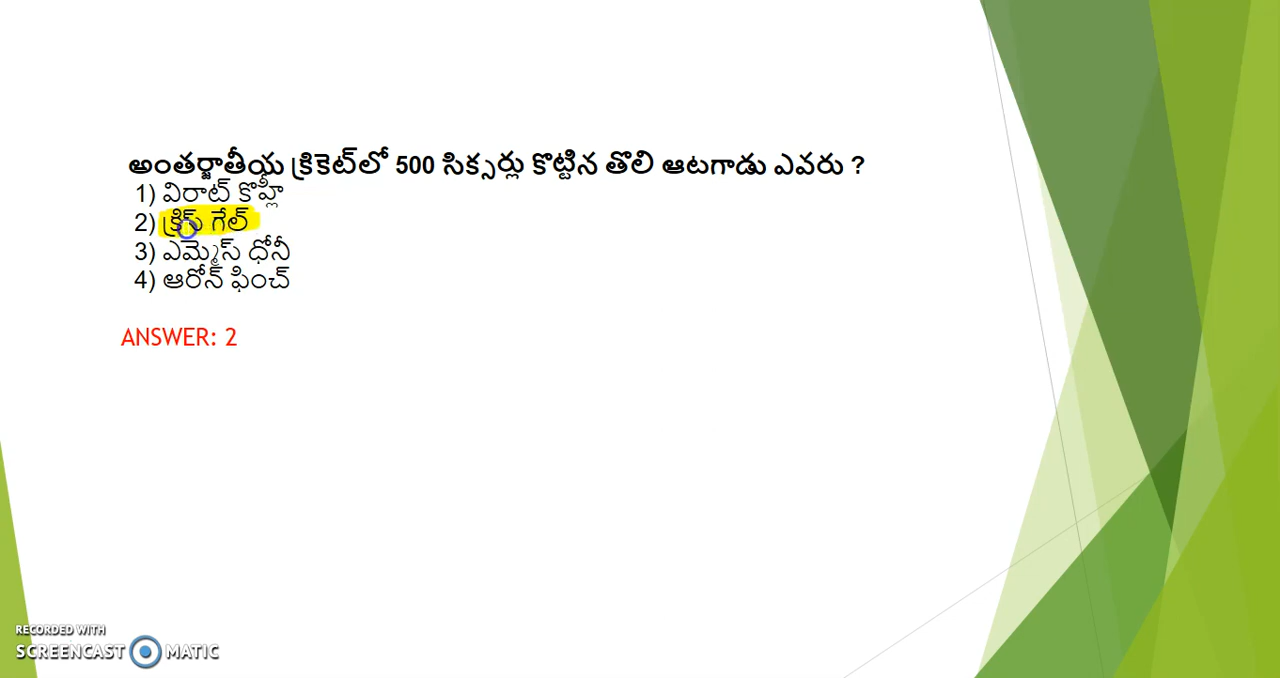 అంతర్జాతీయ క్రికెట్‌లో 500 సిక్సర్లు కొట్టిన తొలి ఆటగాడు ఎవరు ?
1) విరాట్ కొహ్లీ
2) క్రిస్ గేల్
3) ఎమ్మెస్ ధోనీ
4) ఆరోన్ ఫించ్
ANSWER: 2
RECORDED WITH
SCREENCAST MATIC